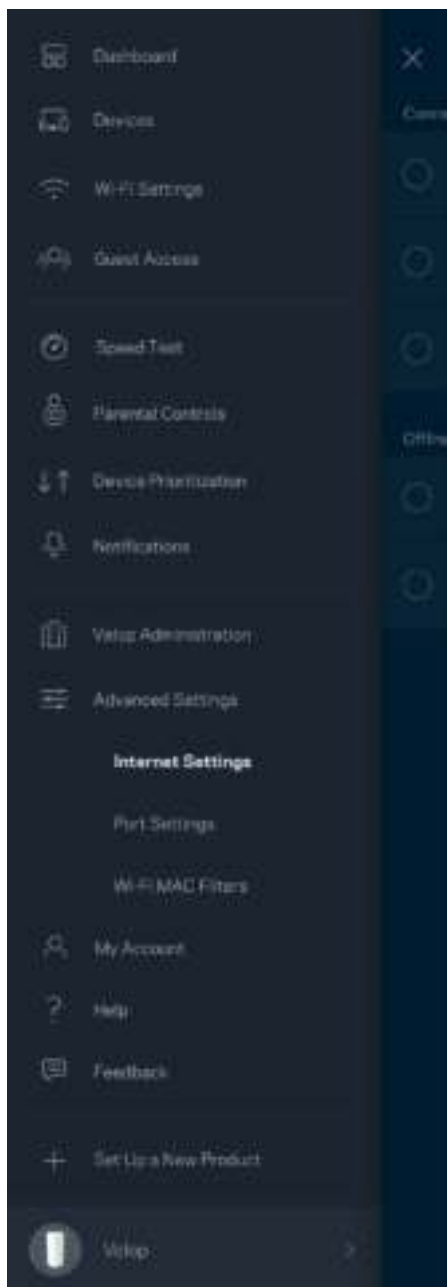 Dashboard
Devices
Wi-Fi Settings
Guest Access
Speed Test
Parental Controls
Device Prioritization
Notifications
Velop Administration
Advanced Settings
Internet Settings
Port Settings
Wi-Fi MAC Filters
My Account
Help
Feedback
Set Up a New Product
Velop